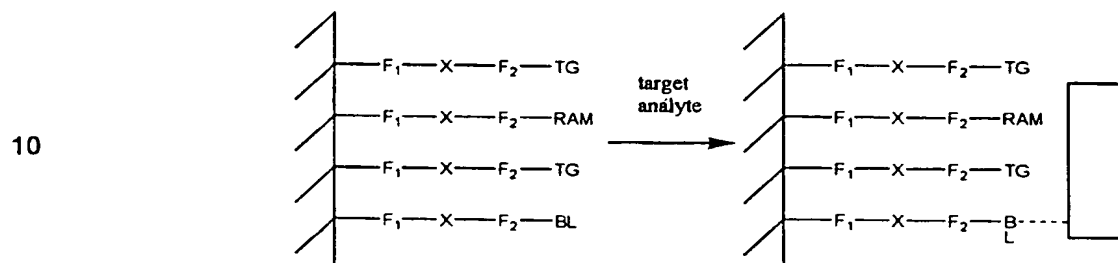 F₁—X—F₂—TG
F₁—X—F₂—RAM
F₁—X—F₂—TG
F₁—X—F₂—BL
target
analyte
F₁—X—F₂—TG
F₁—X—F₂—RAM
F₁—X—F₂—TG
F₁—X—F₂—B
L
10